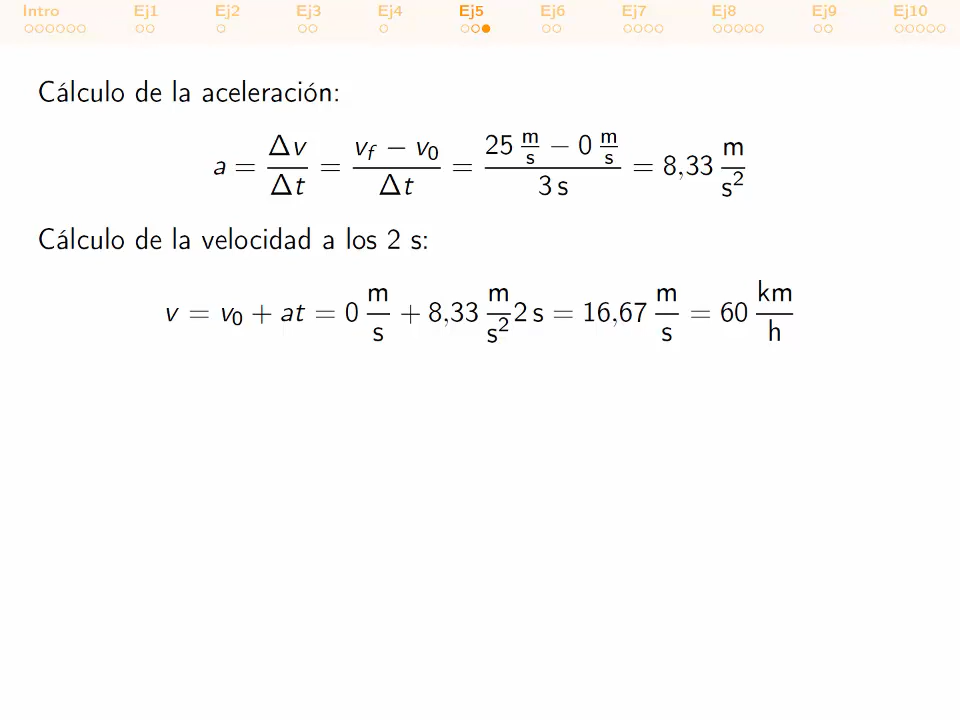 Intro Ej1 Ej2 Ej3 Ej4 Ej5 Ej6 Ej7 Ej8 Ej9 Ej10
Cálculo de la aceleración:
a = Δv/Δt = (v_f − v_0)/Δt = (25 m/s − 0 m/s)/(3 s) = 8,33 m/s²
Cálculo de la velocidad a los 2 s:
v = v_0 + at = 0 m/s + 8,33 m/s² 2 s = 16,67 m/s = 60 km/h